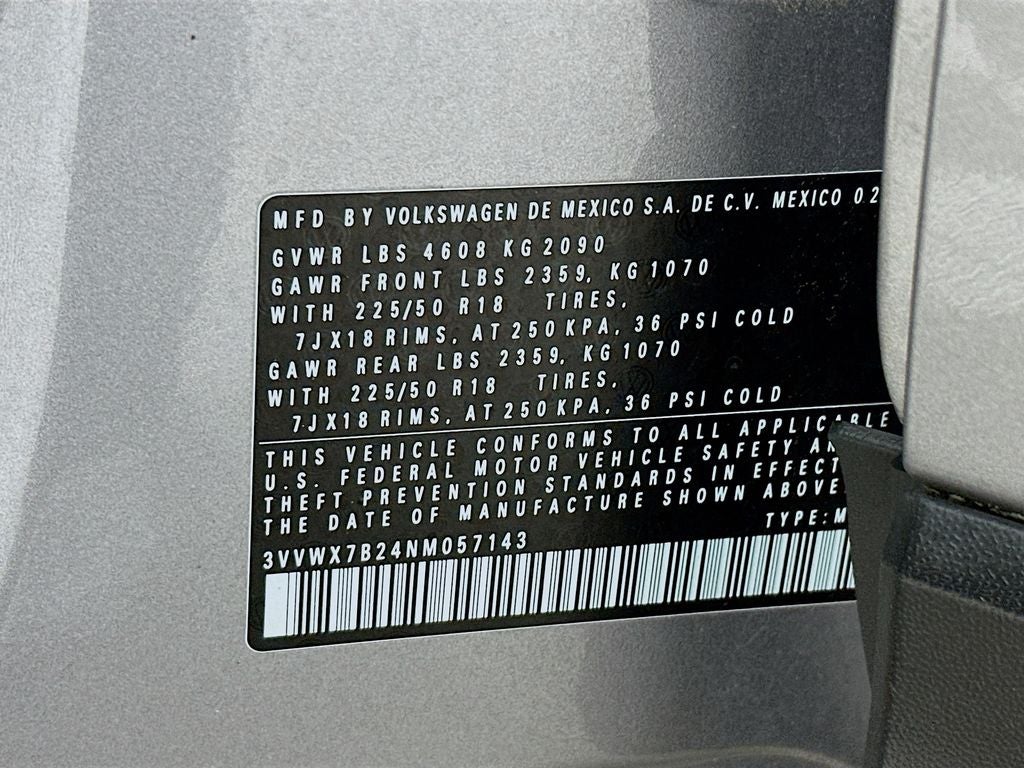 MFD BY VOLKSWAGEN DE MEXICO S.A. DE C.V. MEXICO 02
GVWR LBS 4608 KG 2090
GAWR FRONT LBS 2359, KG 1070
WITH 225/50 R18 TIRES,
7JX18 RIMS, AT 250 KPA, 36 PSI COLD
GAWR REAR LBS 2359, KG 1070
WITH 225/50 R18 TIRES,
7JX18 RIMS, AT 250 KPA, 36 PSI COLD
THIS VEHICLE CONFORMS TO ALL APPLICABLE
U.S. FEDERAL MOTOR VEHICLE SAFETY
THEFT PREVENTION STANDARDS IN EFFECT
THE DATE OF MANUFACTURE SHOWN ABOVE.
TYPE: M
3VVWX7B24NM057143